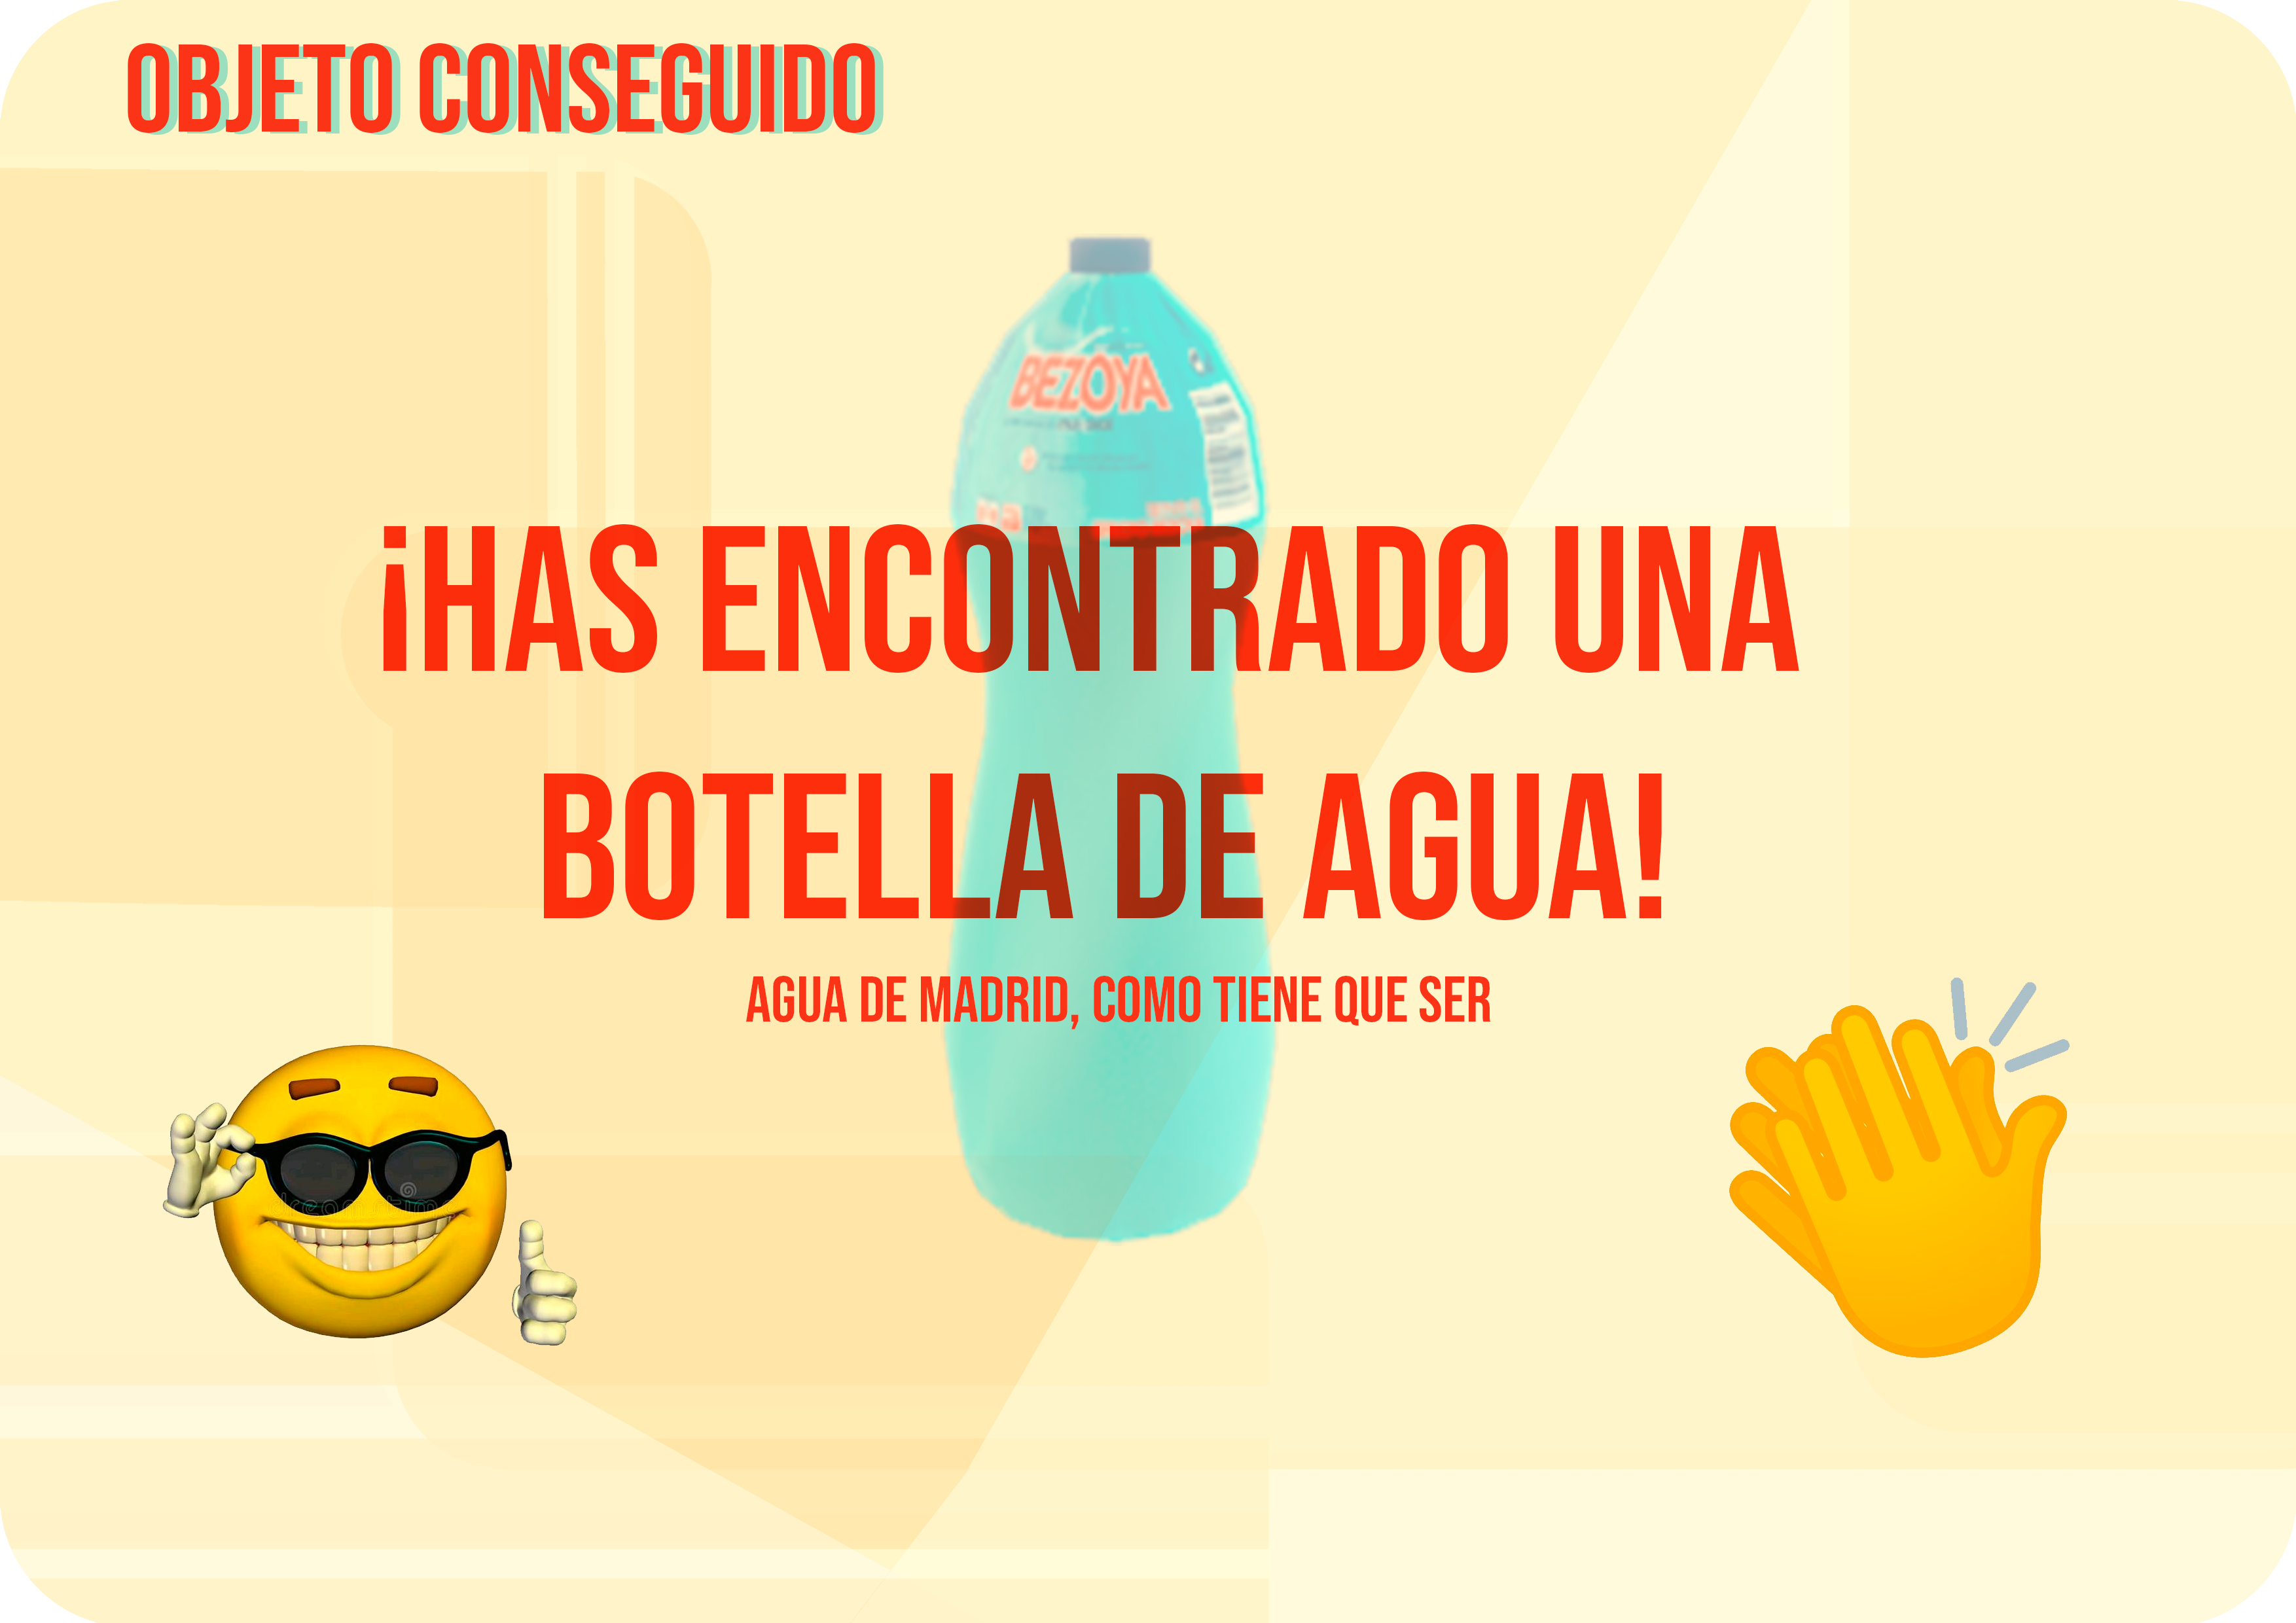 OBJETO CONSEGUIDO
BEZOYA
¡HAS ENCONTRADO UNA
BOTELLA DE AGUA!
AGUA DE MADRID, COMO TIENE QUE SER